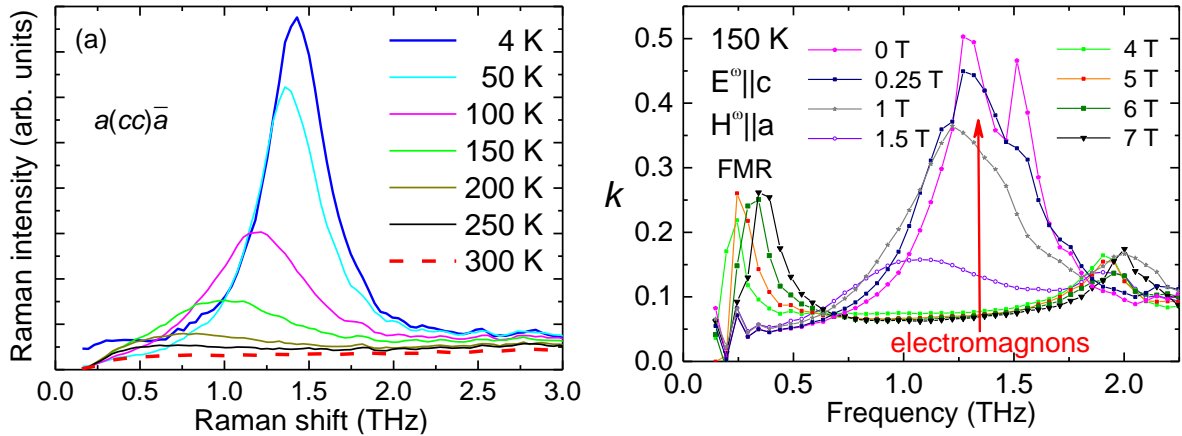 (a)
a(cc)a̅
4 K
50 K
100 K
150 K
200 K
250 K
300 K
Raman intensity (arb. units)
0.0 0.5 1.0 1.5 2.0 2.5 3.0
Raman shift (THz)
150 K
E^ω||c
H^ω||a
FMR
0 T
0.25 T
1 T
1.5 T
4 T
5 T
6 T
7 T
electromagnons
k
0.5
0.4
0.3
0.2
0.1
0.0
0.0 0.5 1.0 1.5 2.0
Frequency (THz)